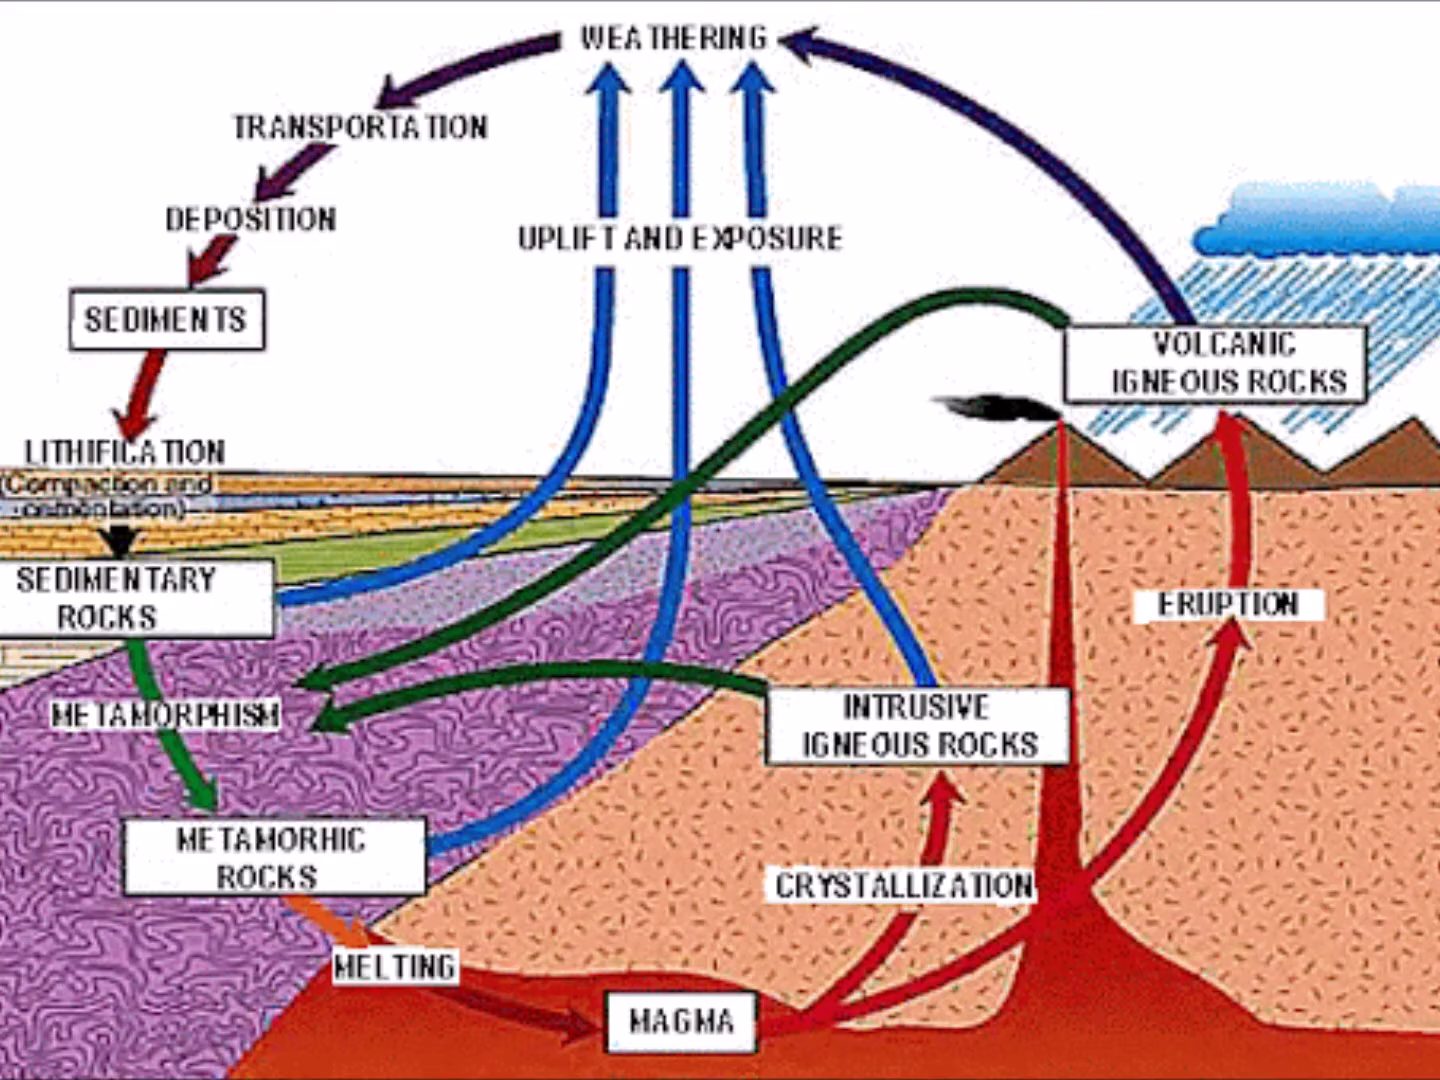 WEATHERING
TRANSPORTATION
DEPOSITION
UPLIFT AND EXPOSURE
SEDIMENTS
VOLCANIC
IGNEOUS ROCKS
LITHIFICATION
(Compaction and
cementation)
SEDIMENTARY
ROCKS
ERUPTION
METAMORPHISM
INTRUSIVE
IGNEOUS ROCKS
METAMORHIC
ROCKS
CRYSTALLIZATION
MELTING
MAGMA